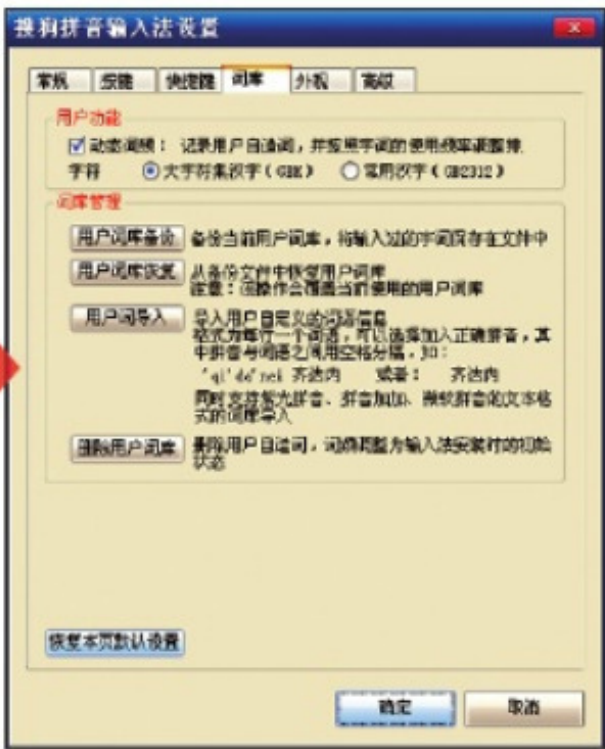 搜狗拼音输入法设置
常规 按键 快捷键 词库 外观 高级
用户功能
动态词频：记录用户自造词，并按照字词的使用频率调整排
字符 大字符集汉字（GBK） 常用汉字（GB2312）
词库管理
用户词库备份 备份当前用户词库，将输入过的字词保存在文件中
用户词库恢复 从备份文件中恢复用户词库
注意：该操作会覆盖当前使用的用户词库
用户词导入 导入用户自定义的词语信息
格式为每行一个词语，可以选择加入正确拼音，其
中拼音与词语之间用空格分隔，如：
'qi'da'nei 齐达内 或者： 齐达内
同时支持紫光拼音、拼音加加、微软拼音的文本格
式的词库导入
删除用户词库 删除用户自造词，词频调整为输入法安装时的初始
状态
恢复本页默认设置
确定 取消